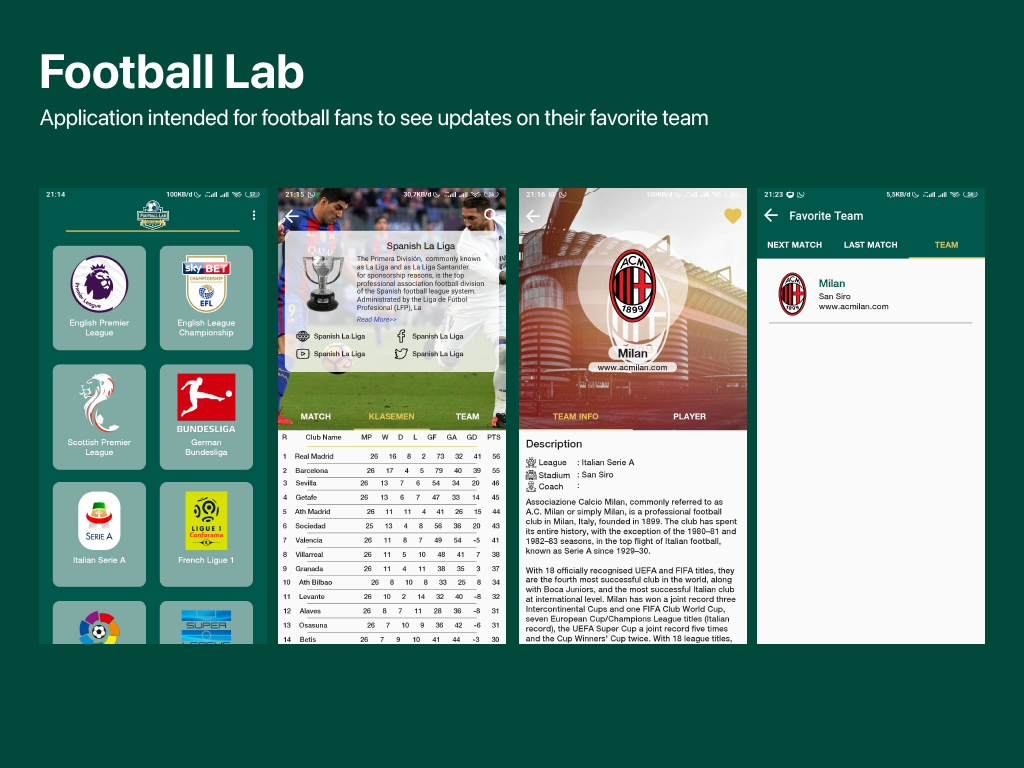 Football Lab
Application intended for football fans to see updates on their favorite team
21:14
100KB/d
FOOTBALL LAB
Premier League
English Premier
League
sky BET
CHAMPIONSHIP
EFL
English League
Championship
Scottish Premier
League
BUNDESLIGA
German
Bundesliga
SERIE A
Italian Serie A
LIGUE 1
Conforama
French Ligue 1
SUPER
21:15
30,7KB/d
Spanish La Liga
The Primera División, commonly known
as La Liga and as La Liga Santander
for sponsorship reasons, is the top
professional association football division
of the Spanish football league system.
Administrated by the Liga de Futbol
Profesional (LFP), La
Read More>>
Spanish La Liga Spanish La Liga
Spanish La Liga Spanish La Liga
MATCH KLASEMEN TEAM
R Club Name MP W D L GF GA GD PTS
1 Real Madrid 26 16 8 2 73 32 41 56
2 Barcelona 26 17 4 5 79 40 39 55
3 Sevilla 26 13 7 6 54 34 20 46
4 Getafe 26 13 6 7 47 33 14 45
5 Ath Madrid 26 11 11 4 41 26 15 44
6 Sociedad 25 13 4 8 56 36 20 43
7 Valencia 26 11 8 7 49 54 -5 41
8 Villarreal 26 11 5 10 48 41 7 38
9 Granada 26 11 4 11 38 35 3 37
10 Ath Bilbao 26 8 10 8 33 25 8 34
11 Levante 26 10 2 14 32 40 -8 32
12 Alaves 26 8 7 11 28 36 -8 31
13 Osasuna 26 7 10 9 36 42 -6 31
14 Betis 26 7 9 10 41 44 -3 30
21:16
109KB/d
ACM
1899
Milan
www.acmilan.com
TEAM INFO PLAYER
Description
League : Italian Serie A
Stadium : San Siro
Coach :
Associazione Calcio Milan, commonly referred to as
A.C. Milan or simply Milan, is a professional football
club in Milan, Italy, founded in 1899. The club has spent
its entire history, with the exception of the 1980–81 and
1982–83 seasons, in the top flight of Italian football,
known as Serie A since 1929–30.
With 18 officially recognised UEFA and FIFA titles, they
are the fourth most successful club in the world, along
with Boca Juniors, and the most successful Italian club
at international level. Milan has won a joint record three
Intercontinental Cups and one FIFA Club World Cup,
seven European Cup/Champions League titles (Italian
record), the UEFA Super Cup a joint record five times
and the Cup Winners' Cup twice. With 18 league titles,
21:23
5,5KB/d
Favorite Team
NEXT MATCH LAST MATCH TEAM
ACM
1899
Milan
San Siro
www.acmilan.com